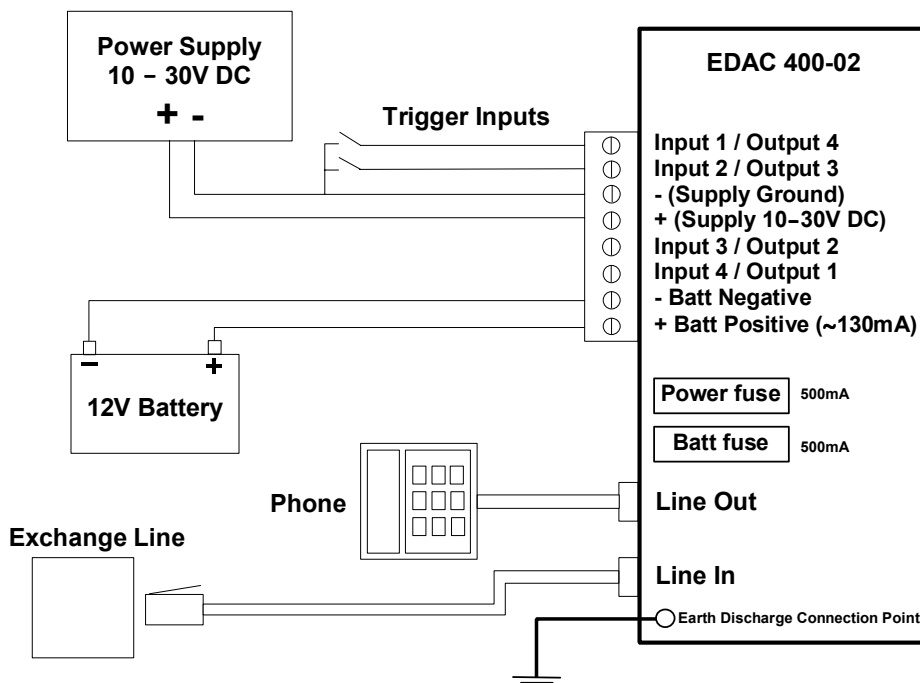 Power Supply
10 – 30V DC
+ -
Trigger Inputs
EDAC 400-02
Input 1 / Output 4
Input 2 / Output 3
- (Supply Ground)
+ (Supply 10–30V DC)
Input 3 / Output 2
Input 4 / Output 1
- Batt Negative
+ Batt Positive (~130mA)
– +
12V Battery
Power fuse 500mA
Batt fuse 500mA
Phone
Line Out
Exchange Line
Line In
Earth Discharge Connection Point